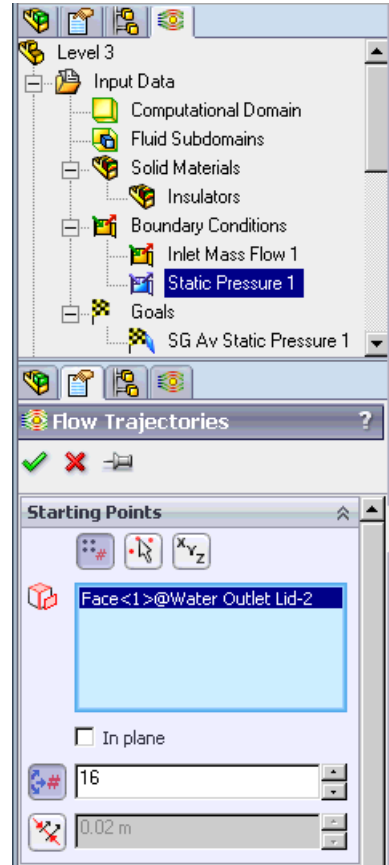 Level 3
Input Data
Computational Domain
Fluid Subdomains
Solid Materials
Insulators
Boundary Conditions
Inlet Mass Flow 1
Static Pressure 1
Goals
SG Av Static Pressure 1
Flow Trajectories ?
Starting Points
# X Y Z
Face<1>@Water Outlet Lid-2
In plane
# 16
0.02 m